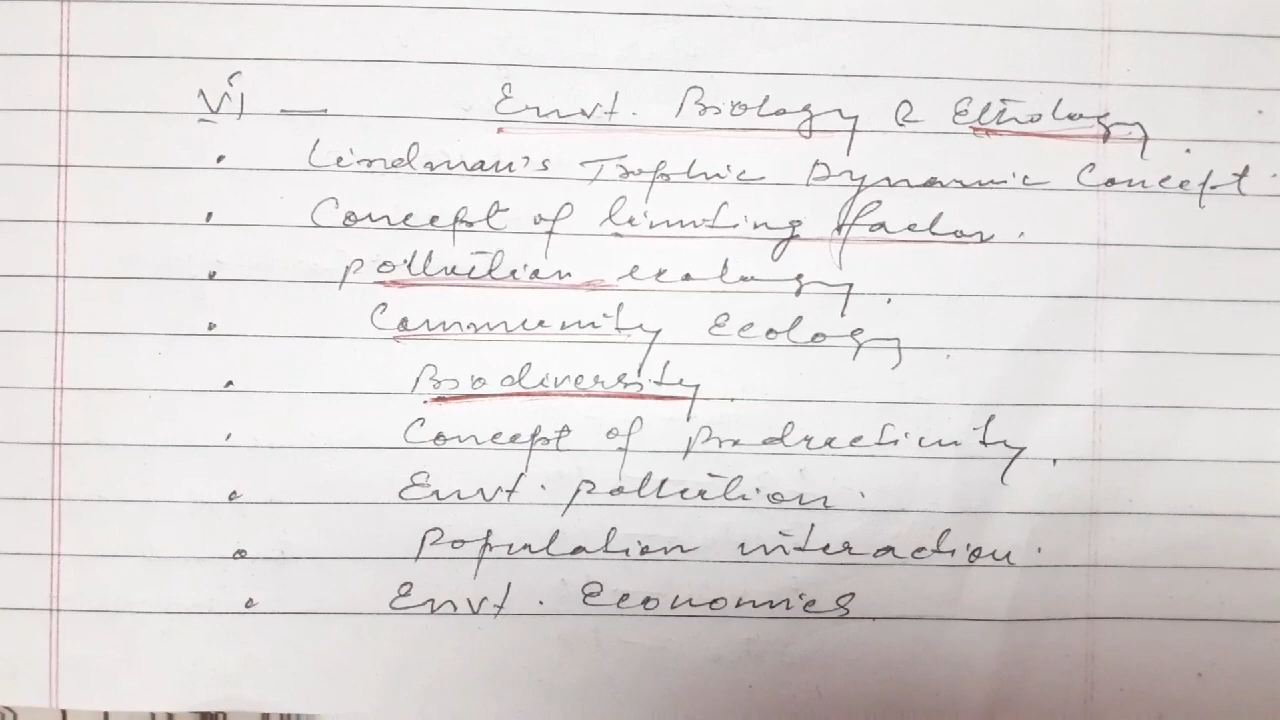 VI — Envt. Biology & Ethology.
• Lindman's Trophic Dynamic Concept.
• Concept of limiting factor.
• pollution ecology.
• Community Ecology.
• Biodiversity.
• Concept of productivity.
• Envt. pollution.
• Population interaction.
• Envt. Economics